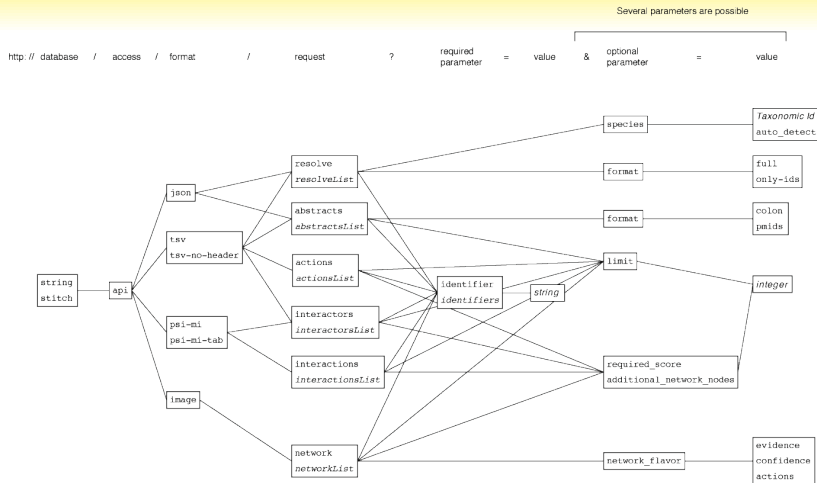 Several parameters are possible
http: // database / access / format / request ? required parameter = value & optional parameter = value
string
stitch
api
json
tsv
tsv-no-header
psi-mi
psi-mi-tab
image
resolve
resolveList
abstracts
abstractsList
actions
actionsList
interactors
interactorsList
interactions
interactionsList
network
networkList
identifier
identifiers
string
species
format
format
limit
required_score
additional_network_nodes
network_flavor
Taxonomic Id
auto_detect
full
only-ids
colon
pmids
integer
evidence
confidence
actions